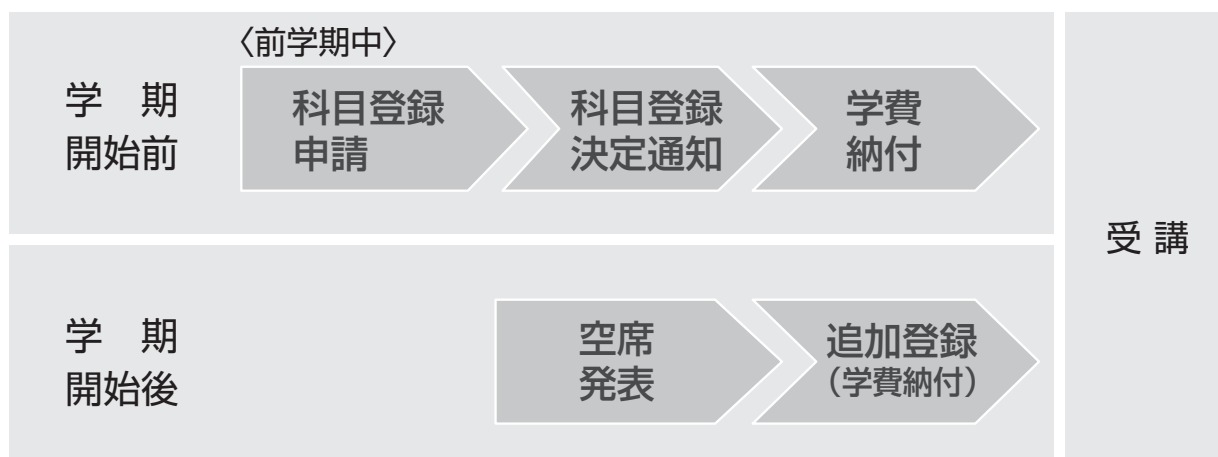 〈前学期中〉
学　期
開始前
科目登録
申請
科目登録
決定通知
学費
納付
学　期
開始後
空席
発表
追加登録
（学費納付）
受 講